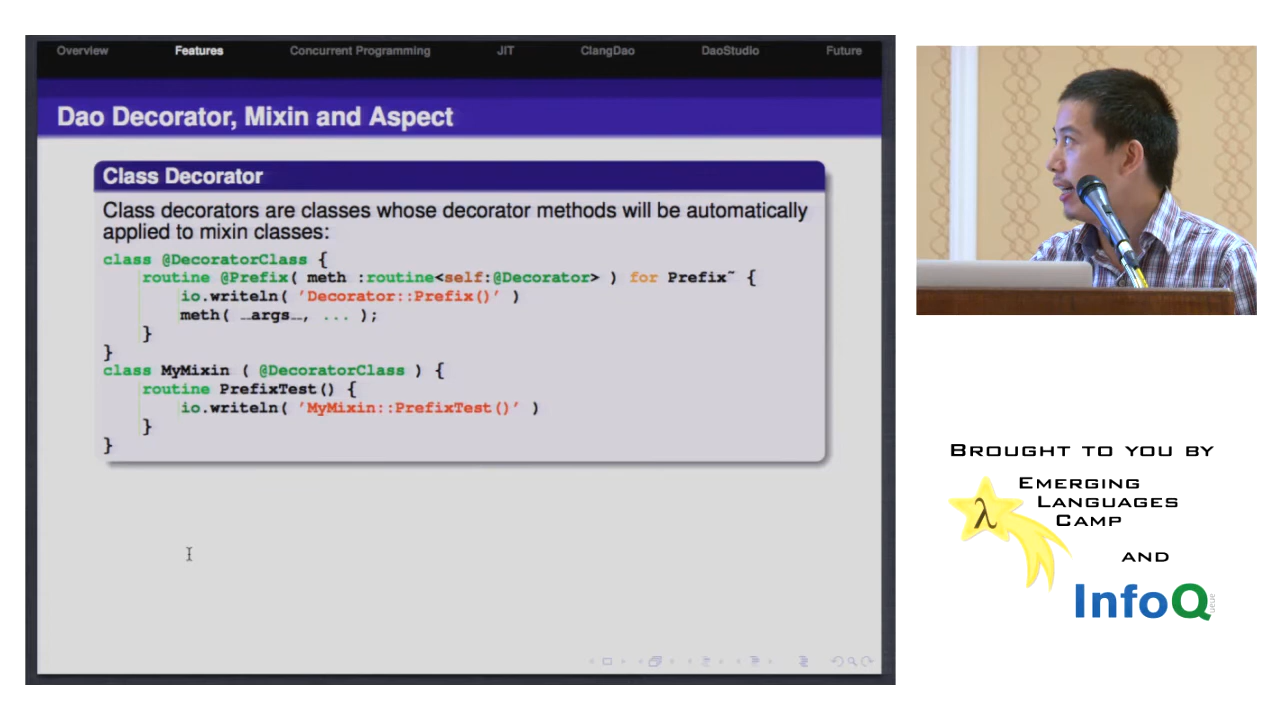 Overview Features Concurrent Programming JIT ClangDao DaoStudio Future
Dao Decorator, Mixin and Aspect
Class Decorator
Class decorators are classes whose decorator methods will be automatically
applied to mixin classes:
class @DecoratorClass {
routine @Prefix( meth :routine<self:@Decorator> ) for Prefix~ {
io.writeln( 'Decorator::Prefix()' )
meth( __args__, ... );
}
}
class MyMixin ( @DecoratorClass ) {
routine PrefixTest() {
io.writeln( 'MyMixin::PrefixTest()' )
}
}
BROUGHT TO YOU BY
EMERGING
LANGUAGES
CAMP
λ
AND
InfoQ